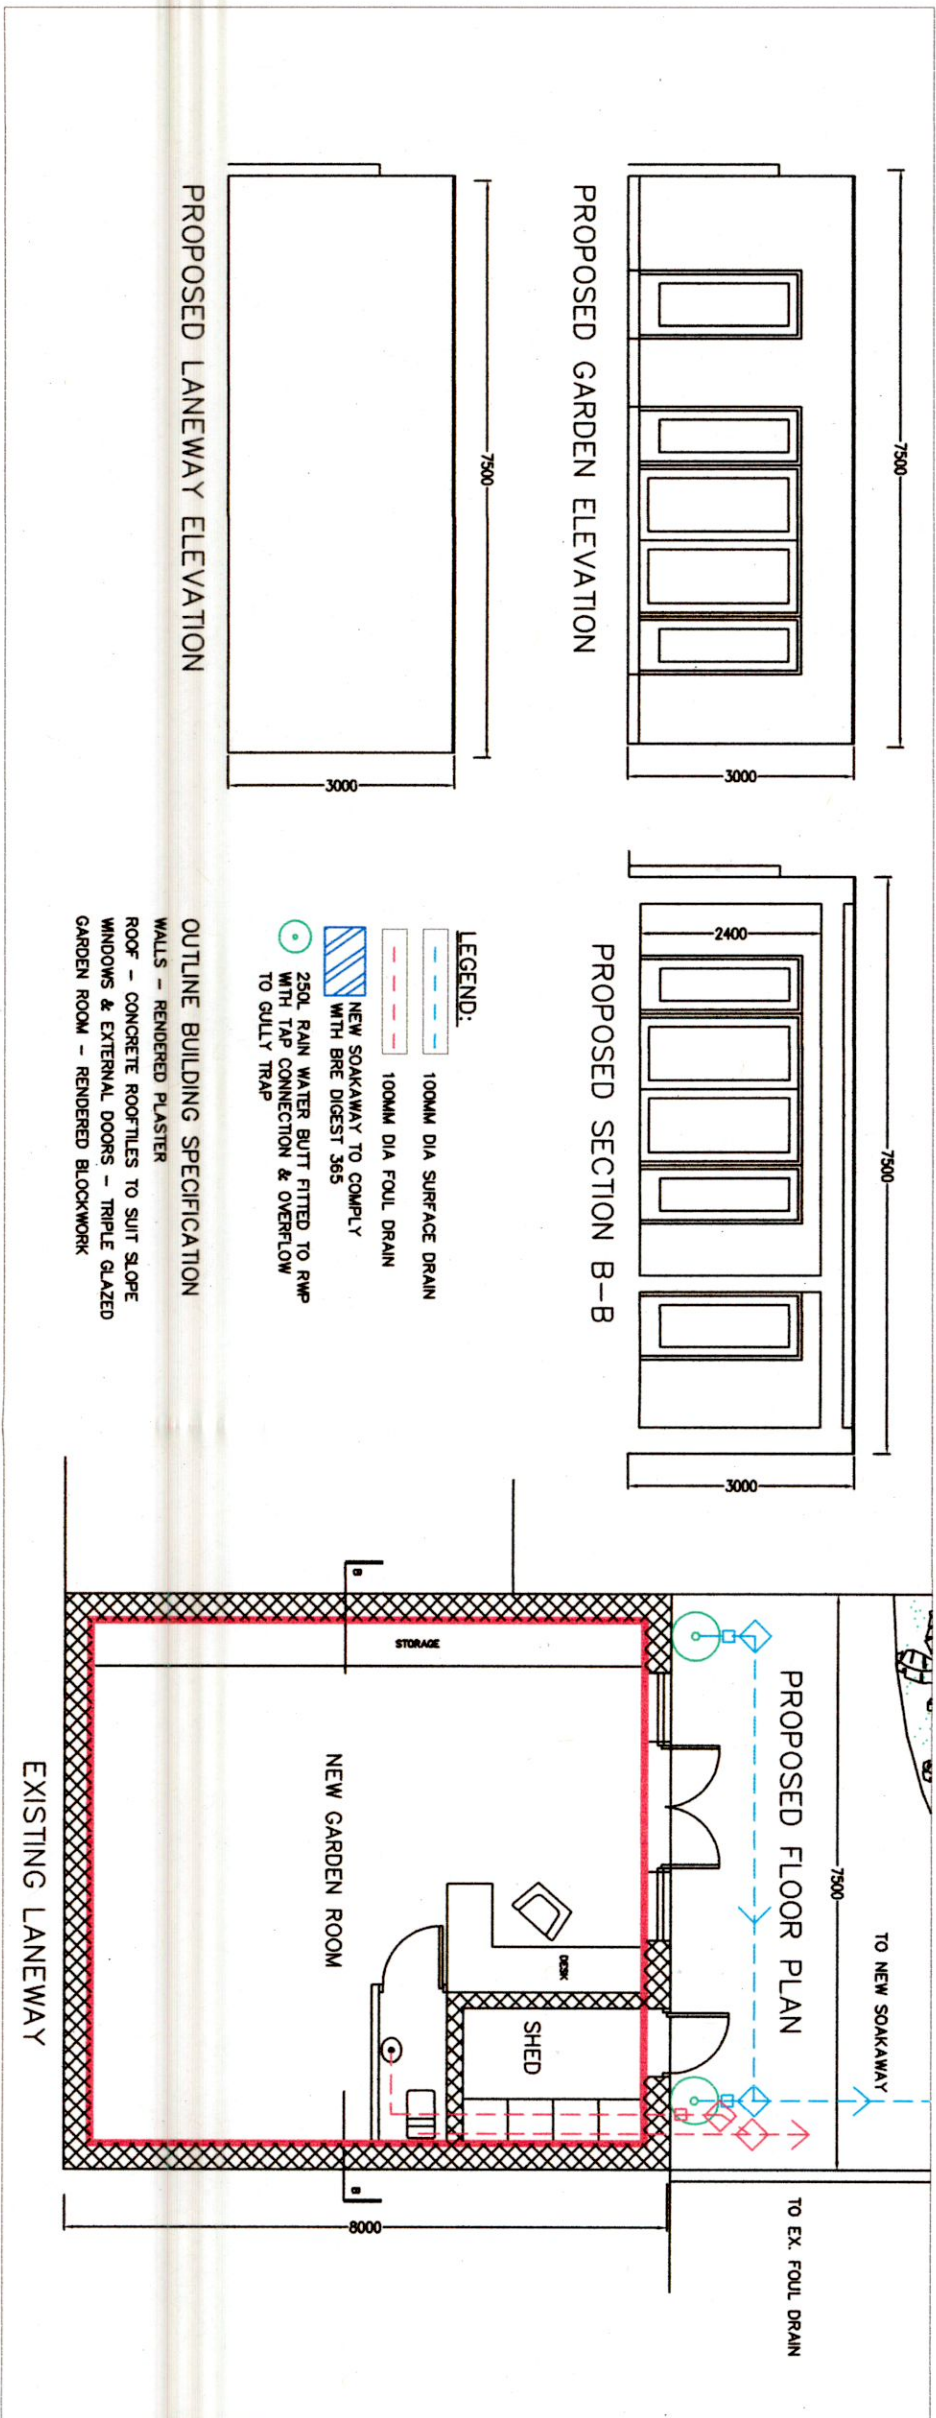 7500
3000
PROPOSED GARDEN ELEVATION
7500
2400
3000
PROPOSED SECTION B-B
7500
3000
PROPOSED LANEWAY ELEVATION
LEGEND:
100MM DIA SURFACE DRAIN
100MM DIA FOUL DRAIN
NEW SOAKAWAY TO COMPLY
WITH BRE DIGEST 365
250L RAIN WATER BUTT FITTED TO RWP
WITH TAP CONNECTION & OVERFLOW
TO GULLY TRAP
OUTLINE BUILDING SPECIFICATION
WALLS - RENDERED PLASTER
ROOF - CONCRETE ROOFTILES TO SUIT SLOPE
WINDOWS & EXTERNAL DOORS - TRIPLE GLAZED
GARDEN ROOM - RENDERED BLOCKWORK
TO NEW SOAKAWAY
7500
PROPOSED FLOOR PLAN
TO EX. FOUL DRAIN
DESK
SHED
STORAGE
B
B
NEW GARDEN ROOM
8000
EXISTING LANEWAY